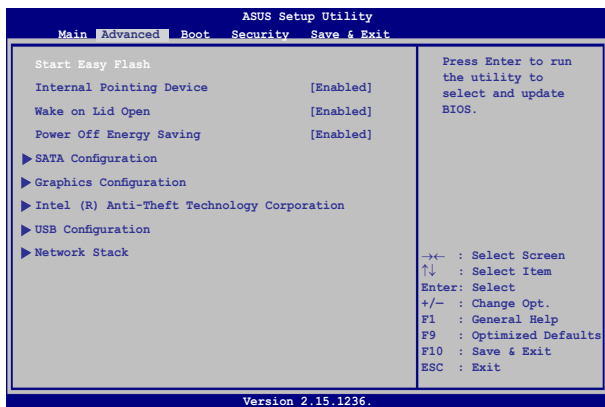 ASUS Setup Utility
Main Advanced Boot Security Save & Exit
Start Easy Flash
Internal Pointing Device [Enabled]
Wake on Lid Open [Enabled]
Power Off Energy Saving [Enabled]
SATA Configuration
Graphics Configuration
Intel (R) Anti-Theft Technology Corporation
USB Configuration
Network Stack
Press Enter to run
the utility to
select and update
BIOS.
→← : Select Screen
↑↓ : Select Item
Enter: Select
+/— : Change Opt.
F1 : General Help
F9 : Optimized Defaults
F10 : Save & Exit
ESC : Exit
Version 2.15.1236.